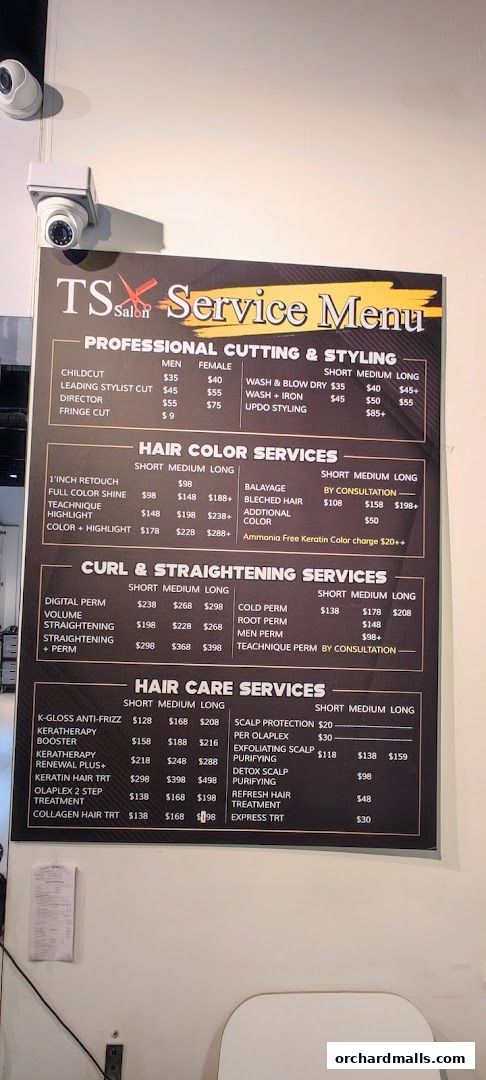 TS Salon Service Menu
PROFESSIONAL CUTTING & STYLING
MEN FEMALE
CHILDCUT $35 $40
LEADING STYLIST CUT $45 $55
DIRECTOR $55 $75
FRINGE CUT $ 9
SHORT MEDIUM LONG
WASH & BLOW DRY $35 $40 $45+
WASH + IRON $45 $50 $55
UPDO STYLING $85+
HAIR COLOR SERVICES
SHORT MEDIUM LONG
1'INCH RETOUCH $98
FULL COLOR SHINE $98 $148 $188+
TEACHNIQUE
HIGHLIGHT $148 $198 $238+
COLOR + HIGHLIGHT $178 $228 $288+
SHORT MEDIUM LONG
BALAYAGE BY CONSULTATION
BLECHED HAIR $108 $158 $198+
ADDTIONAL
COLOR $50
Ammonia Free Keratin Color charge $20++
CURL & STRAIGHTENING SERVICES
SHORT MEDIUM LONG
DIGITAL PERM $238 $268 $298
VOLUME
STRAIGHTENING $198 $228 $268
STRAIGHTENING
+ PERM $298 $368 $398
SHORT MEDIUM LONG
COLD PERM $138 $178 $208
ROOT PERM $148
MEN PERM $98+
TEACHNIQUE PERM BY CONSULTATION
HAIR CARE SERVICES
SHORT MEDIUM LONG
K-GLOSS ANTI-FRIZZ $128 $168 $208
KERATHERAPY
BOOSTER $158 $188 $216
KERATHERAPY
RENEWAL PLUS+ $218 $248 $288
KERATIN HAIR TRT $298 $398 $498
OLAPLEX 2 STEP
TREATMENT $138 $168 $198
COLLAGEN HAIR TRT $138 $168 $198
SHORT MEDIUM LONG
SCALP PROTECTION $20
PER OLAPLEX $30
EXFOLIATING SCALP
PURIFYING $118 $138 $159
DETOX SCALP
PURIFYING $98
REFRESH HAIR
TREATMENT $48
EXPRESS TRT $30
orchardmalls.com